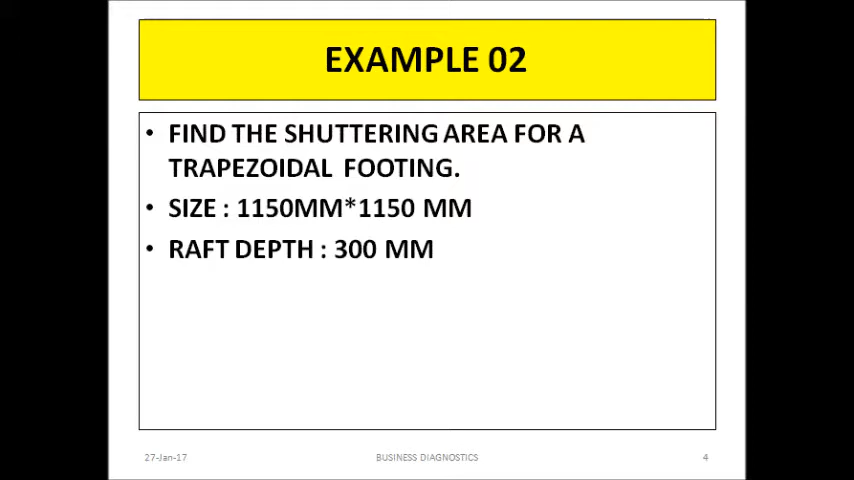 EXAMPLE 02
• FIND THE SHUTTERING AREA FOR A
TRAPEZOIDAL FOOTING.
• SIZE : 1150MM*1150 MM
• RAFT DEPTH : 300 MM
27-Jan-17 BUSINESS DIAGNOSTICS 4